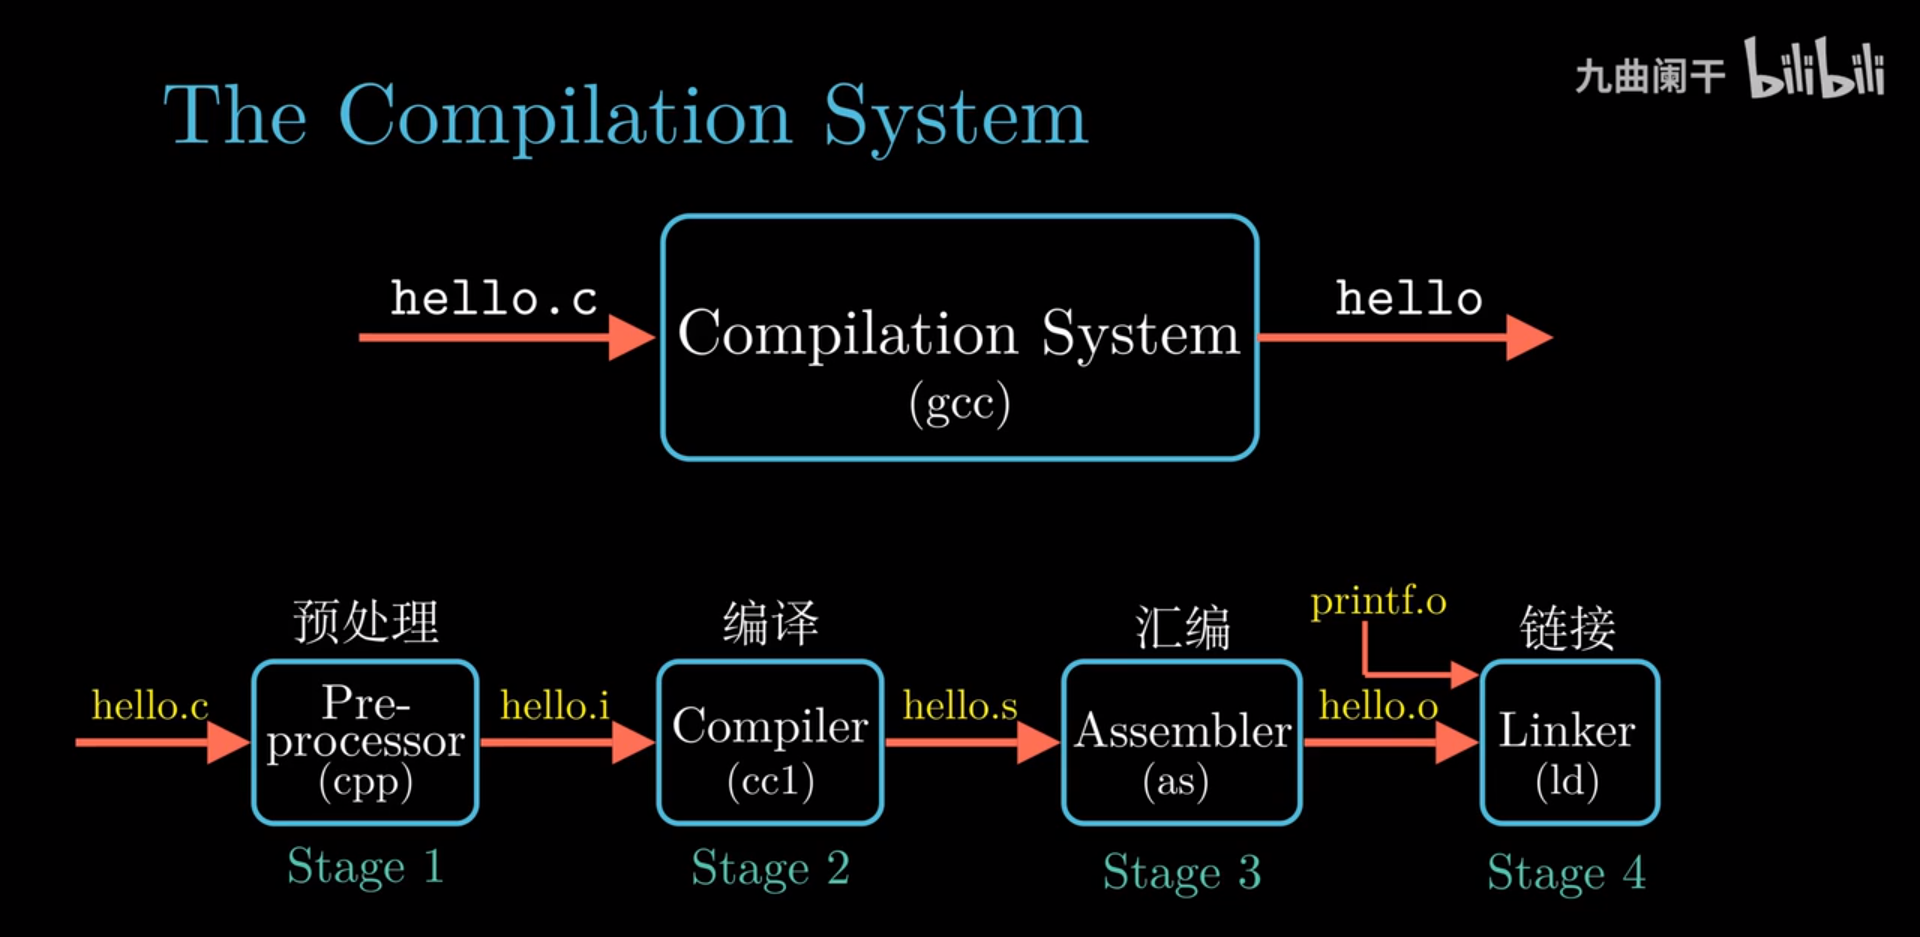 九曲阑干 bilibili
The Compilation System
hello.c
Compilation System
(gcc)
hello
预处理
编译
汇编
printf.o
链接
hello.c
Pre-
processor
(cpp)
hello.i
Compiler
(cc1)
hello.s
Assembler
(as)
hello.o
Linker
(ld)
Stage 1
Stage 2
Stage 3
Stage 4